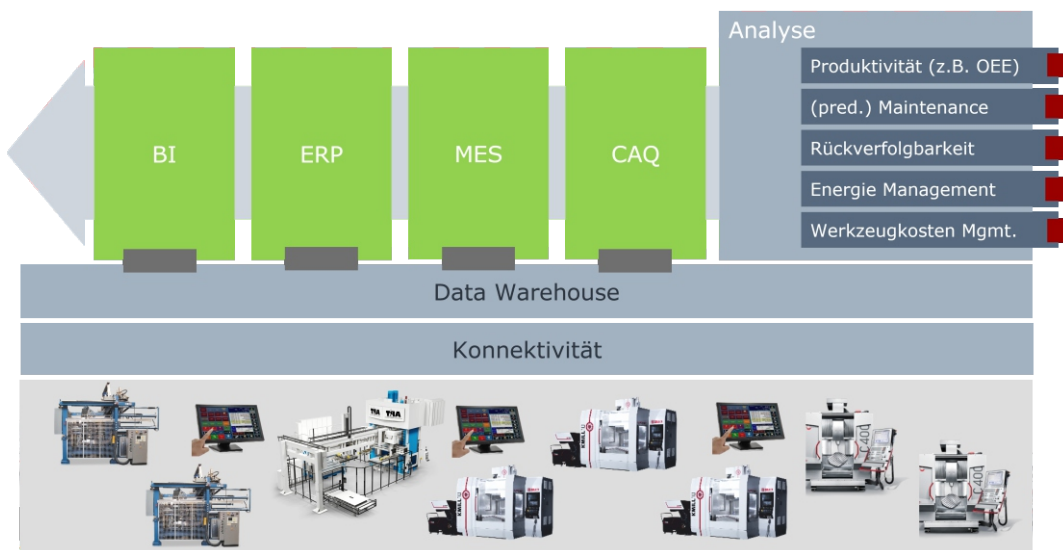 Analyse
Produktivität (z.B. OEE)
(pred.) Maintenance
Rückverfolgbarkeit
Energie Management
Werkzeugkosten Mgmt.
BI
ERP
MES
CAQ
Data Warehouse
Konnektivität